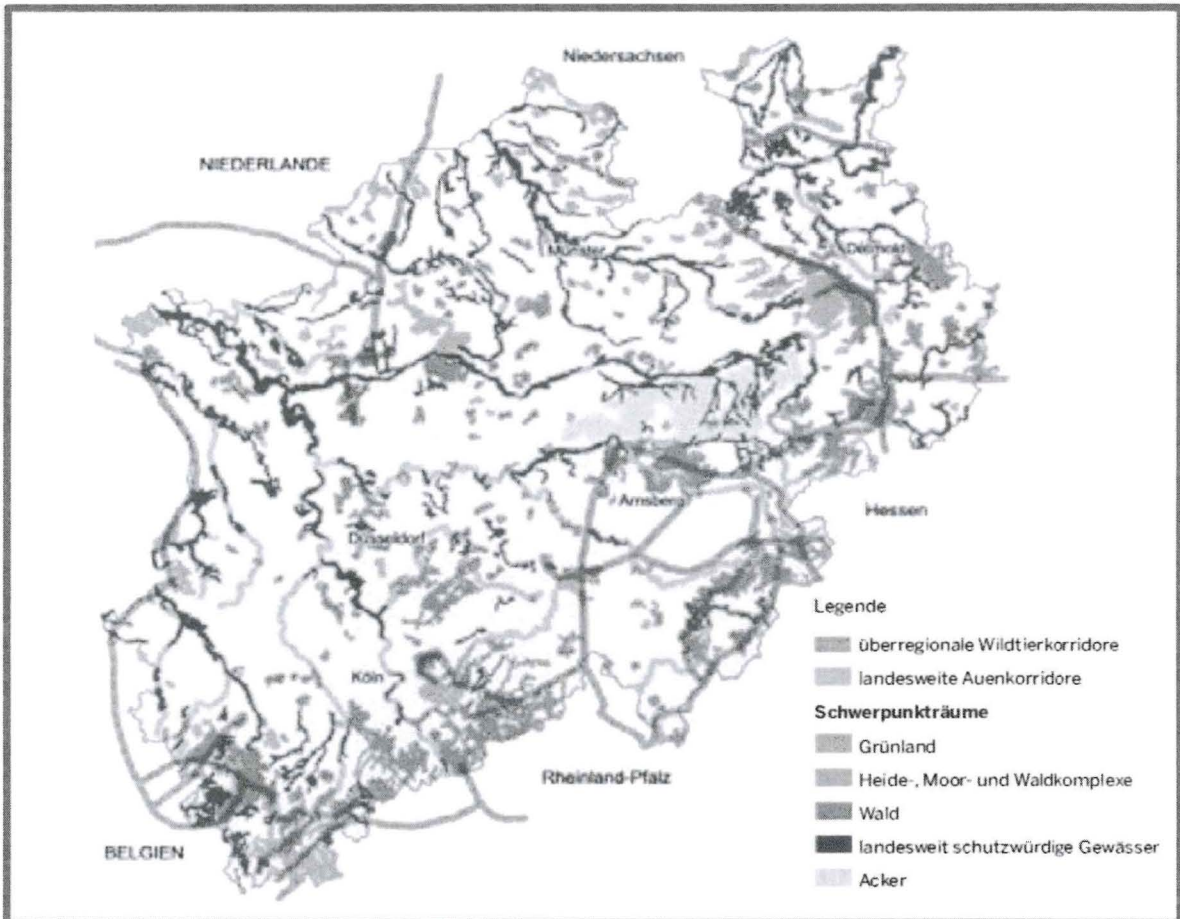 Niedersachsen
NIEDERLANDE
Münster
Detmold
Arnsberg
Hessen
Düsseldorf
Köln
Rheinland-Pfalz
BELGIEN
Legende
überregionale Wildtierkorridore
landesweite Auenkorridore
Schwerpunkträume
Grünland
Heide-, Moor- und Waldkomplexe
Wald
landesweit schutzwürdige Gewässer
Acker